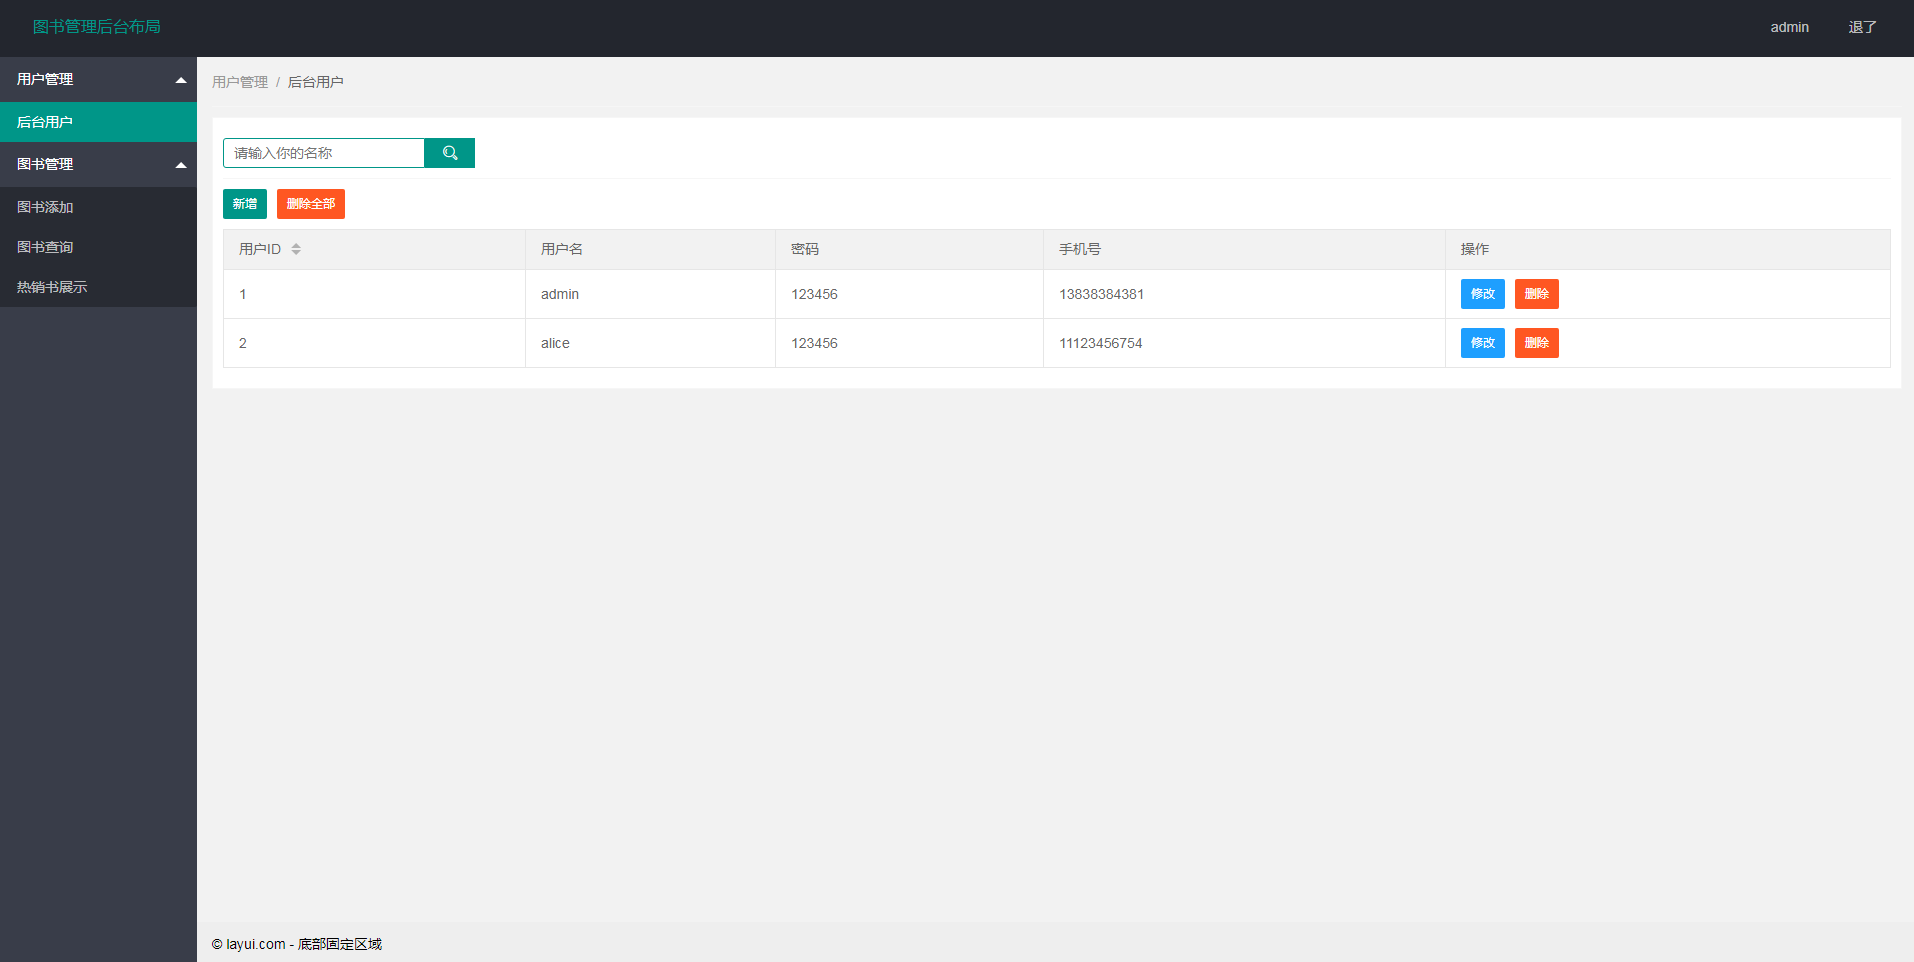 图书管理后台布局 admin 退了
用户管理
后台用户
图书管理
图书添加
图书查询
热销书展示
用户管理 / 后台用户
请输入你的名称
新增 删除全部
用户ID 用户名 密码 手机号 操作
1 admin 123456 13838384381 修改 删除
2 alice 123456 11123456754 修改 删除
© layui.com - 底部固定区域